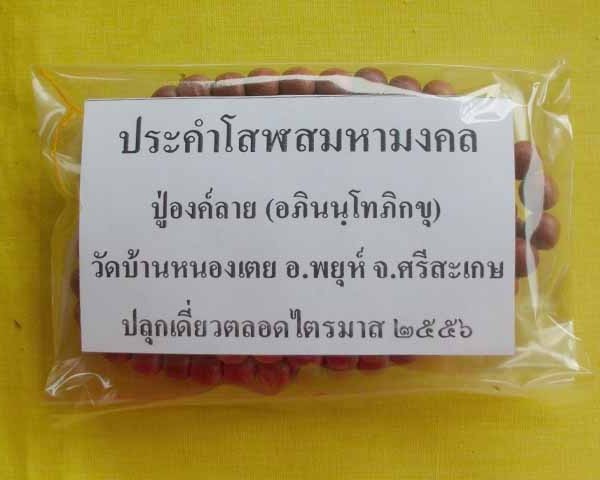 ประคำโสฬสมหามงคล
ปู่องค์ลาย (อภินนฺโทภิกขุ)
วัดบ้านหนองเตย อ.พยุห์ จ.ศรีสะเกษ
ปลุกเดี่ยวตลอดไตรมาส ๒๕๕๖